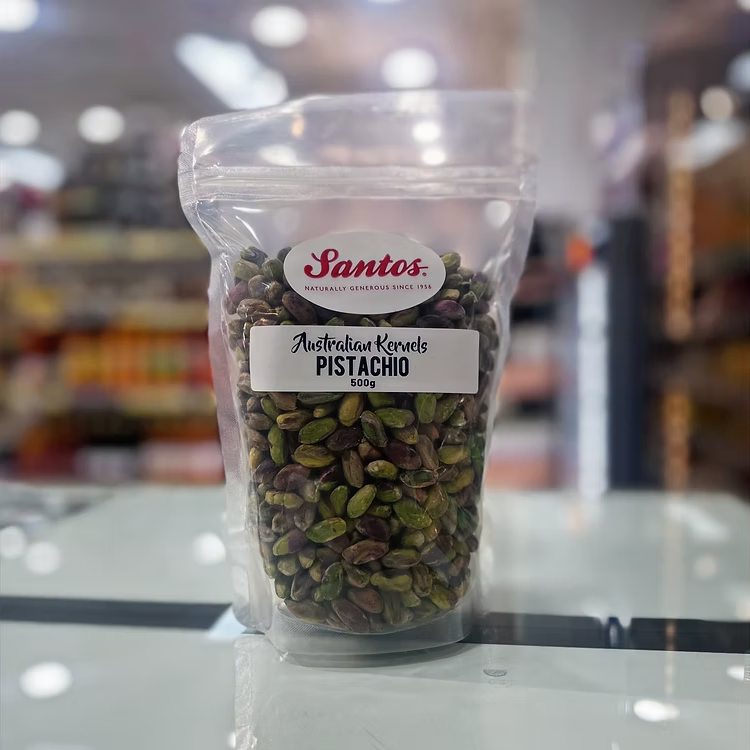 Santos®
NATURALLY GENEROUS SINCE 1956
Australian Kernels
PISTACHIO
500g